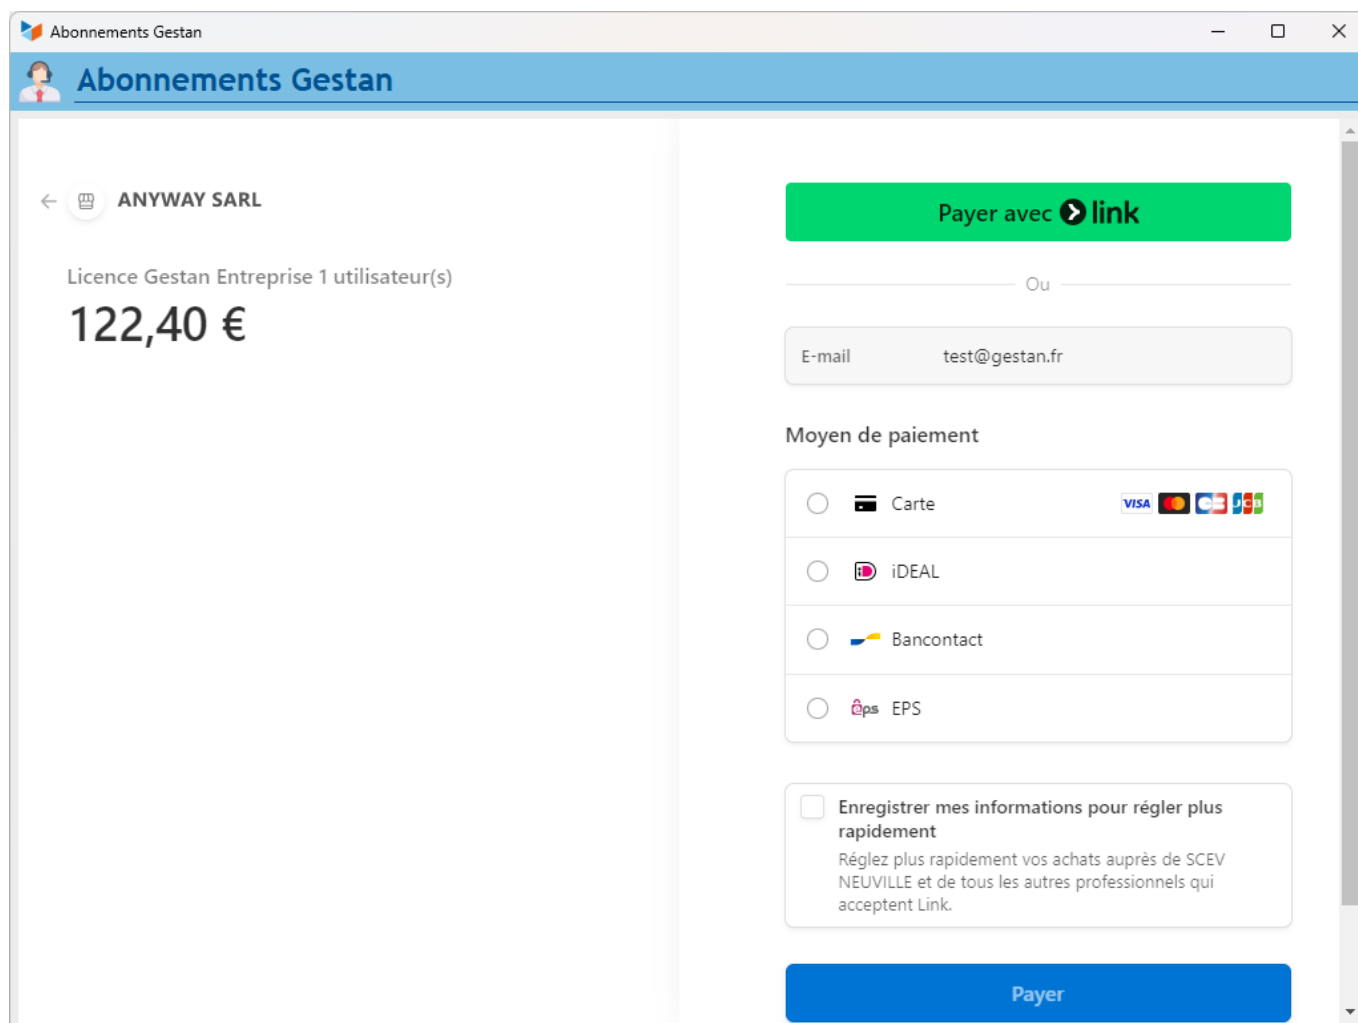 Abonnements Gestan
Abonnements Gestan
ANYWAY SARL
Licence Gestan Entreprise 1 utilisateur(s)
122,40 €
Payer avec link
Ou
E-mail test@gestan.fr
Moyen de paiement
Carte VISA CB JCB
iDEAL
Bancontact
eps EPS
Enregistrer mes informations pour régler plus
rapidement
Réglez plus rapidement vos achats auprès de SCEV
NEUVILLE et de tous les autres professionnels qui
acceptent Link.
Payer